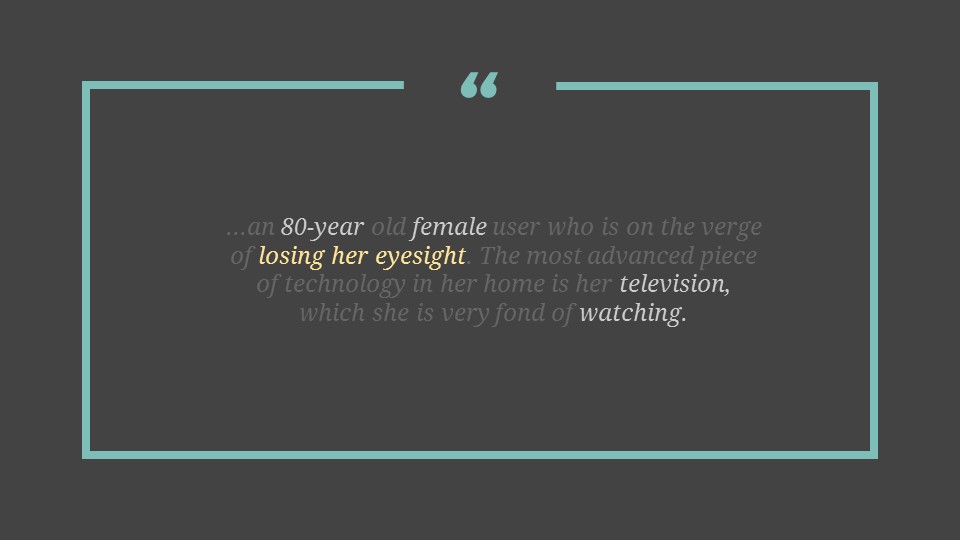 “
…an 80-year old female user who is on the verge
of losing her eyesight. The most advanced piece
of technology in her home is her television,
which she is very fond of watching.